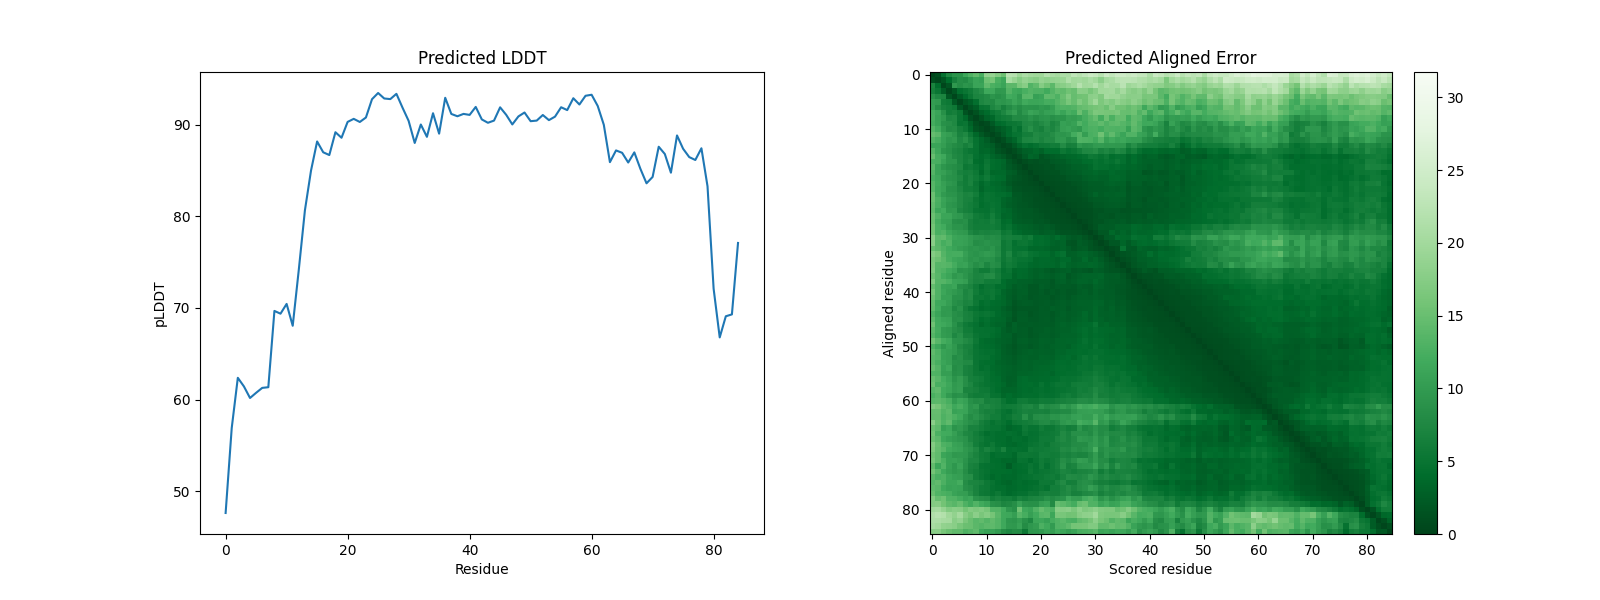 Predicted LDDT
pLDDT
90
80
70
60
50
0 20 40 60 80
Residue
Predicted Aligned Error
Aligned residue
0
10
20
30
40
50
60
70
80
0 10 20 30 40 50 60 70 80
Scored residue
30
25
20
15
10
5
0